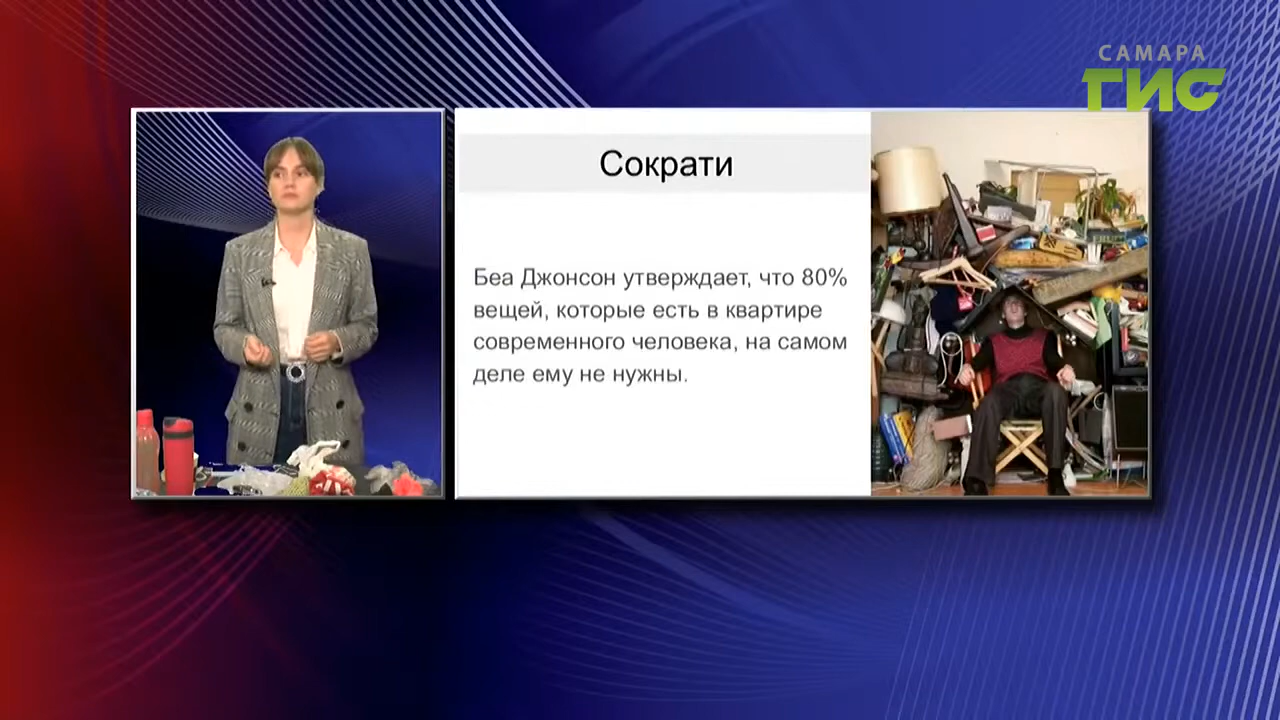 САМАРА
ГИС
Сократи
Беа Джонсон утверждает, что 80%
вещей, которые есть в квартире
современного человека, на самом
деле ему не нужны.